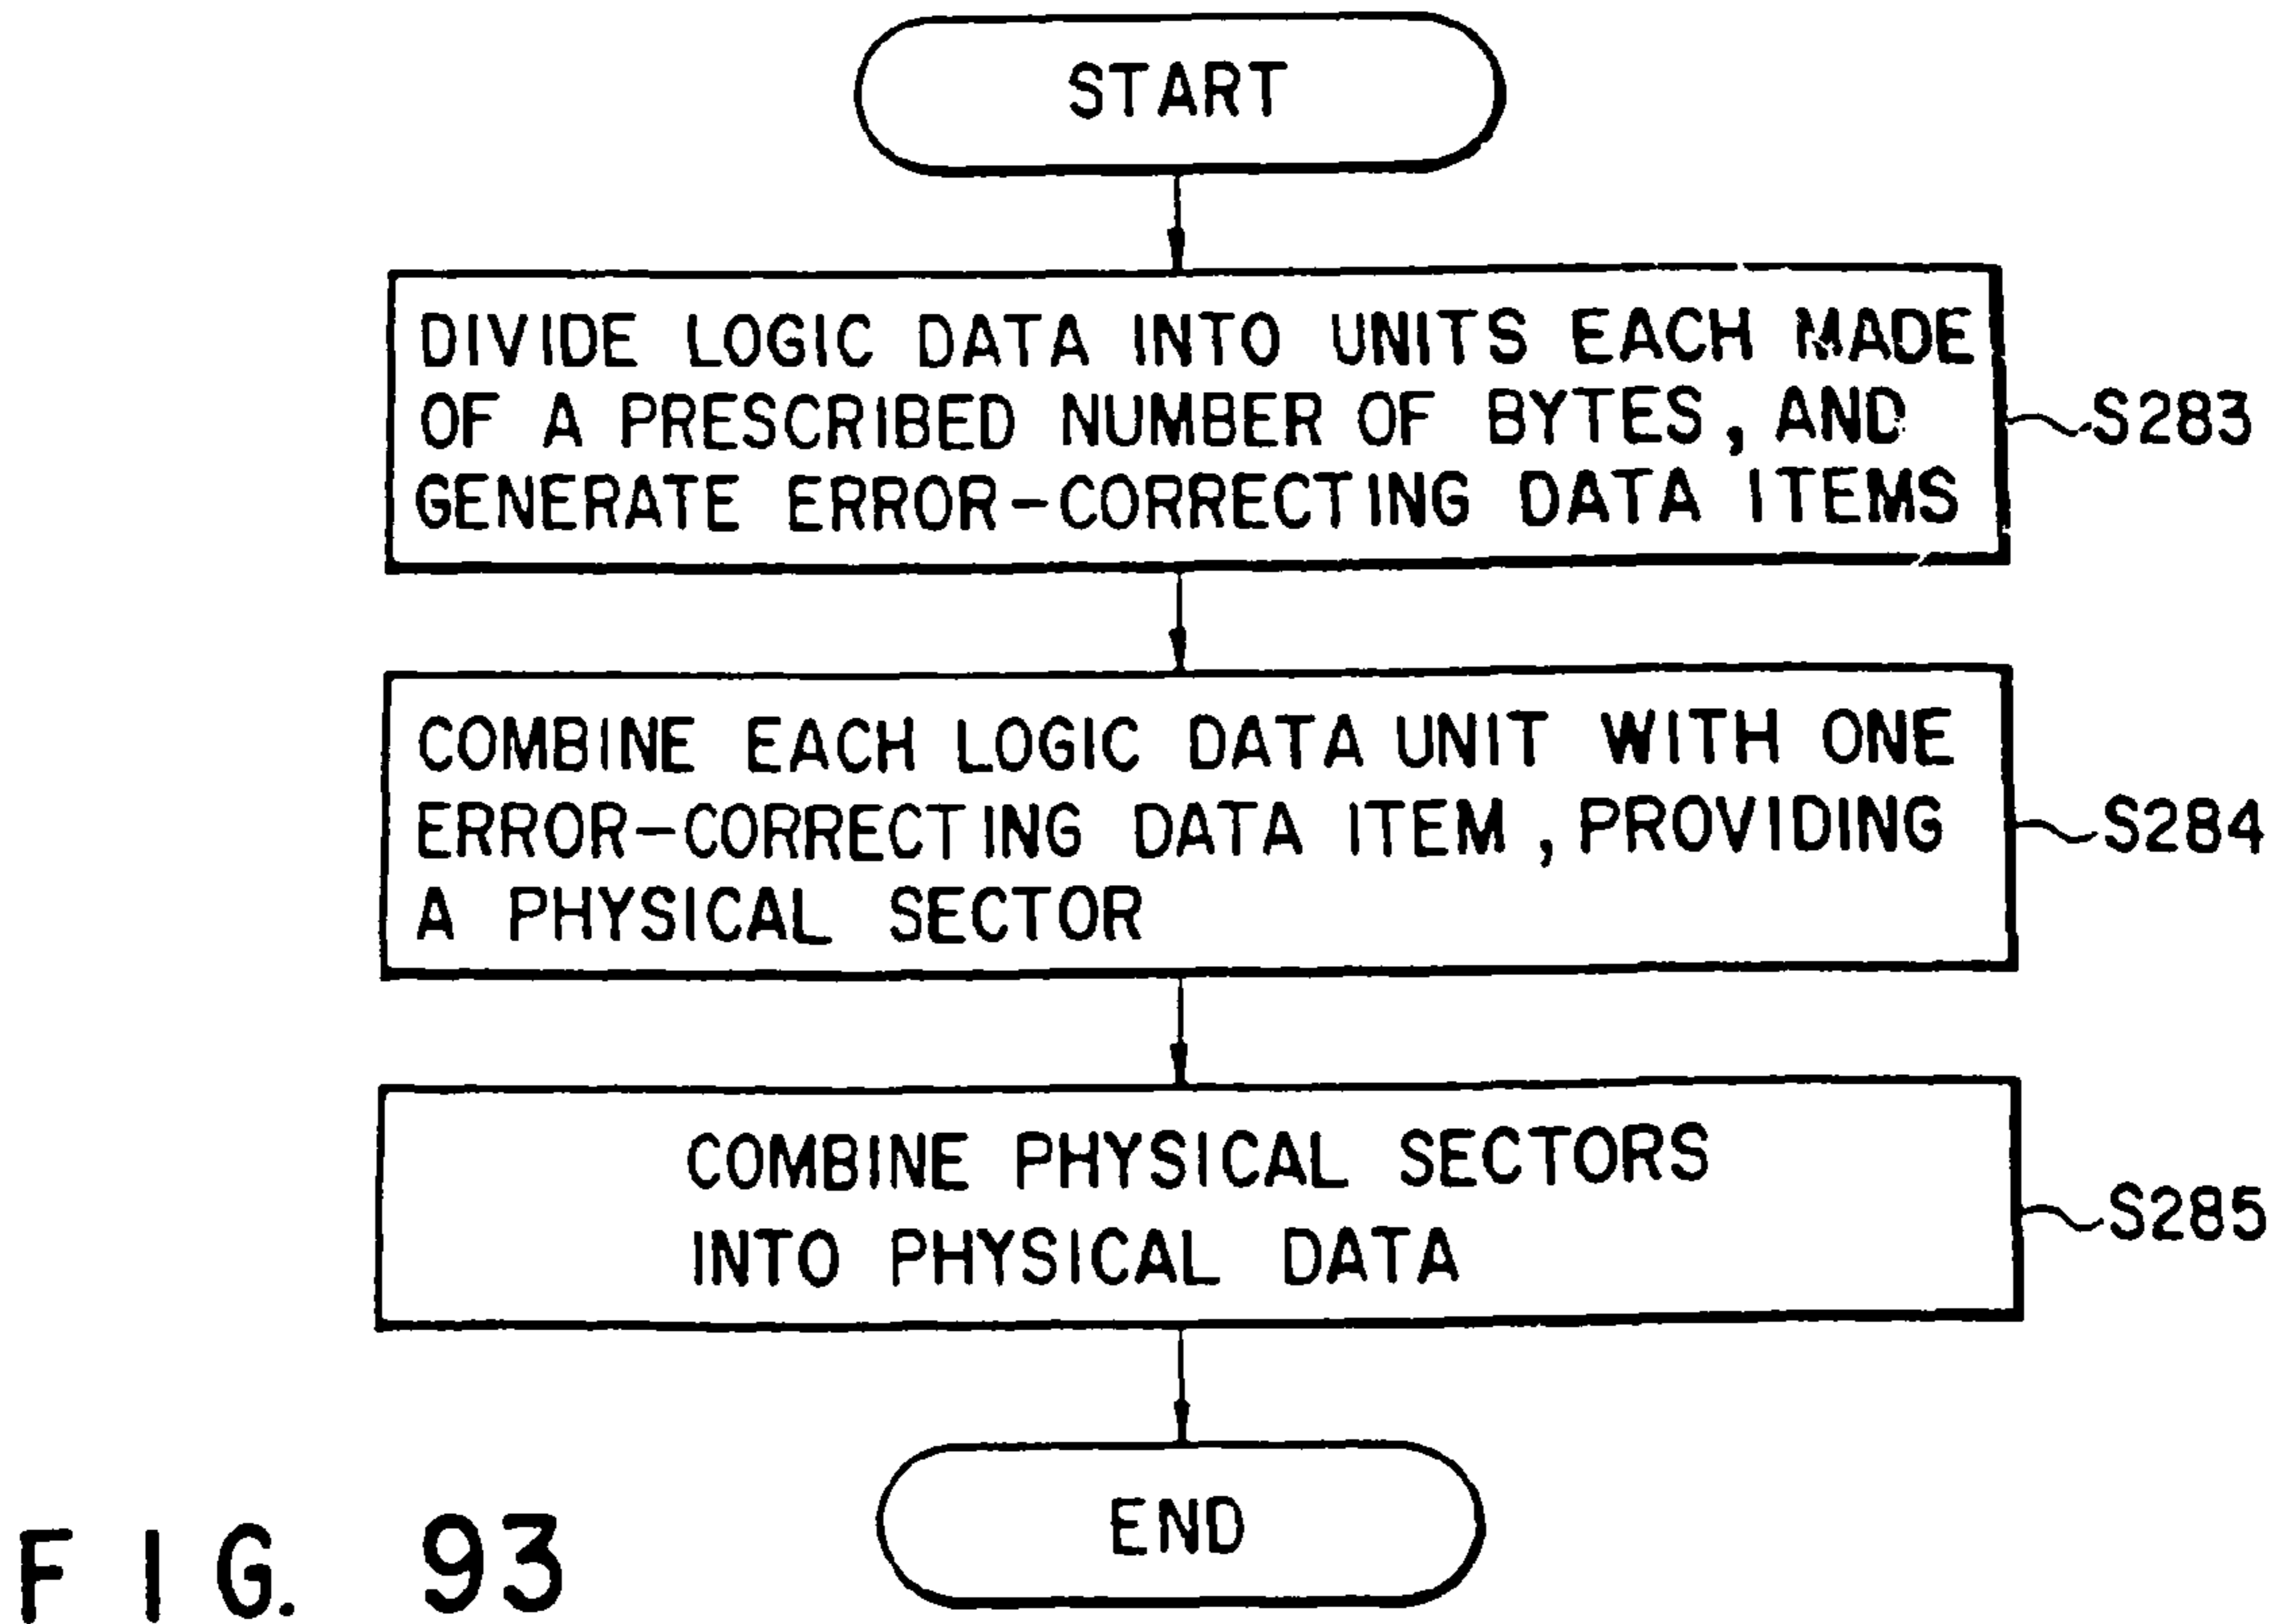 START
DIVIDE LOGIC DATA INTO UNITS EACH MADE
OF A PRESCRIBED NUMBER OF BYTES, AND
GENERATE ERROR-CORRECTING DATA ITEMS
S283
COMBINE EACH LOGIC DATA UNIT WITH ONE
ERROR-CORRECTING DATA ITEM, PROVIDING
A PHYSICAL SECTOR
S284
COMBINE PHYSICAL SECTORS
INTO PHYSICAL DATA
S285
END
FIG. 93